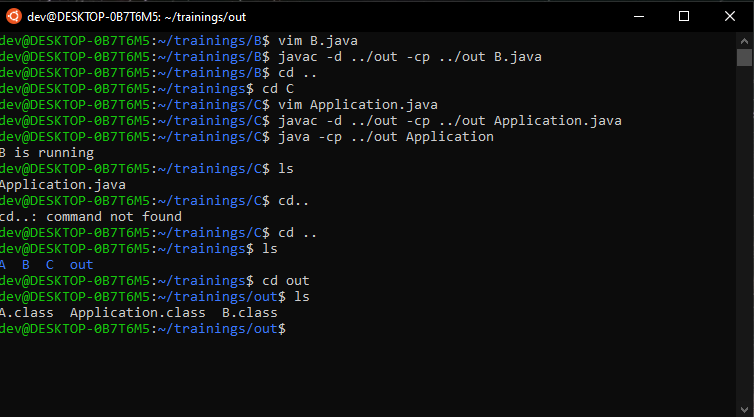 dev@DESKTOP-0B7T6M5: ~/trainings/out
dev@DESKTOP-0B7T6M5:~/trainings/B$ vim B.java
dev@DESKTOP-0B7T6M5:~/trainings/B$ javac -d ../out -cp ../out B.java
dev@DESKTOP-0B7T6M5:~/trainings/B$ cd ..
dev@DESKTOP-0B7T6M5:~/trainings$ cd C
dev@DESKTOP-0B7T6M5:~/trainings/C$ vim Application.java
dev@DESKTOP-0B7T6M5:~/trainings/C$ javac -d ../out -cp ../out Application.java
dev@DESKTOP-0B7T6M5:~/trainings/C$ java -cp ../out Application
B is running
dev@DESKTOP-0B7T6M5:~/trainings/C$ ls
Application.java
dev@DESKTOP-0B7T6M5:~/trainings/C$ cd..
cd..: command not found
dev@DESKTOP-0B7T6M5:~/trainings/C$ cd ..
dev@DESKTOP-0B7T6M5:~/trainings$ ls
A  B  C  out
dev@DESKTOP-0B7T6M5:~/trainings$ cd out
dev@DESKTOP-0B7T6M5:~/trainings/out$ ls
A.class  Application.class  B.class
dev@DESKTOP-0B7T6M5:~/trainings/out$